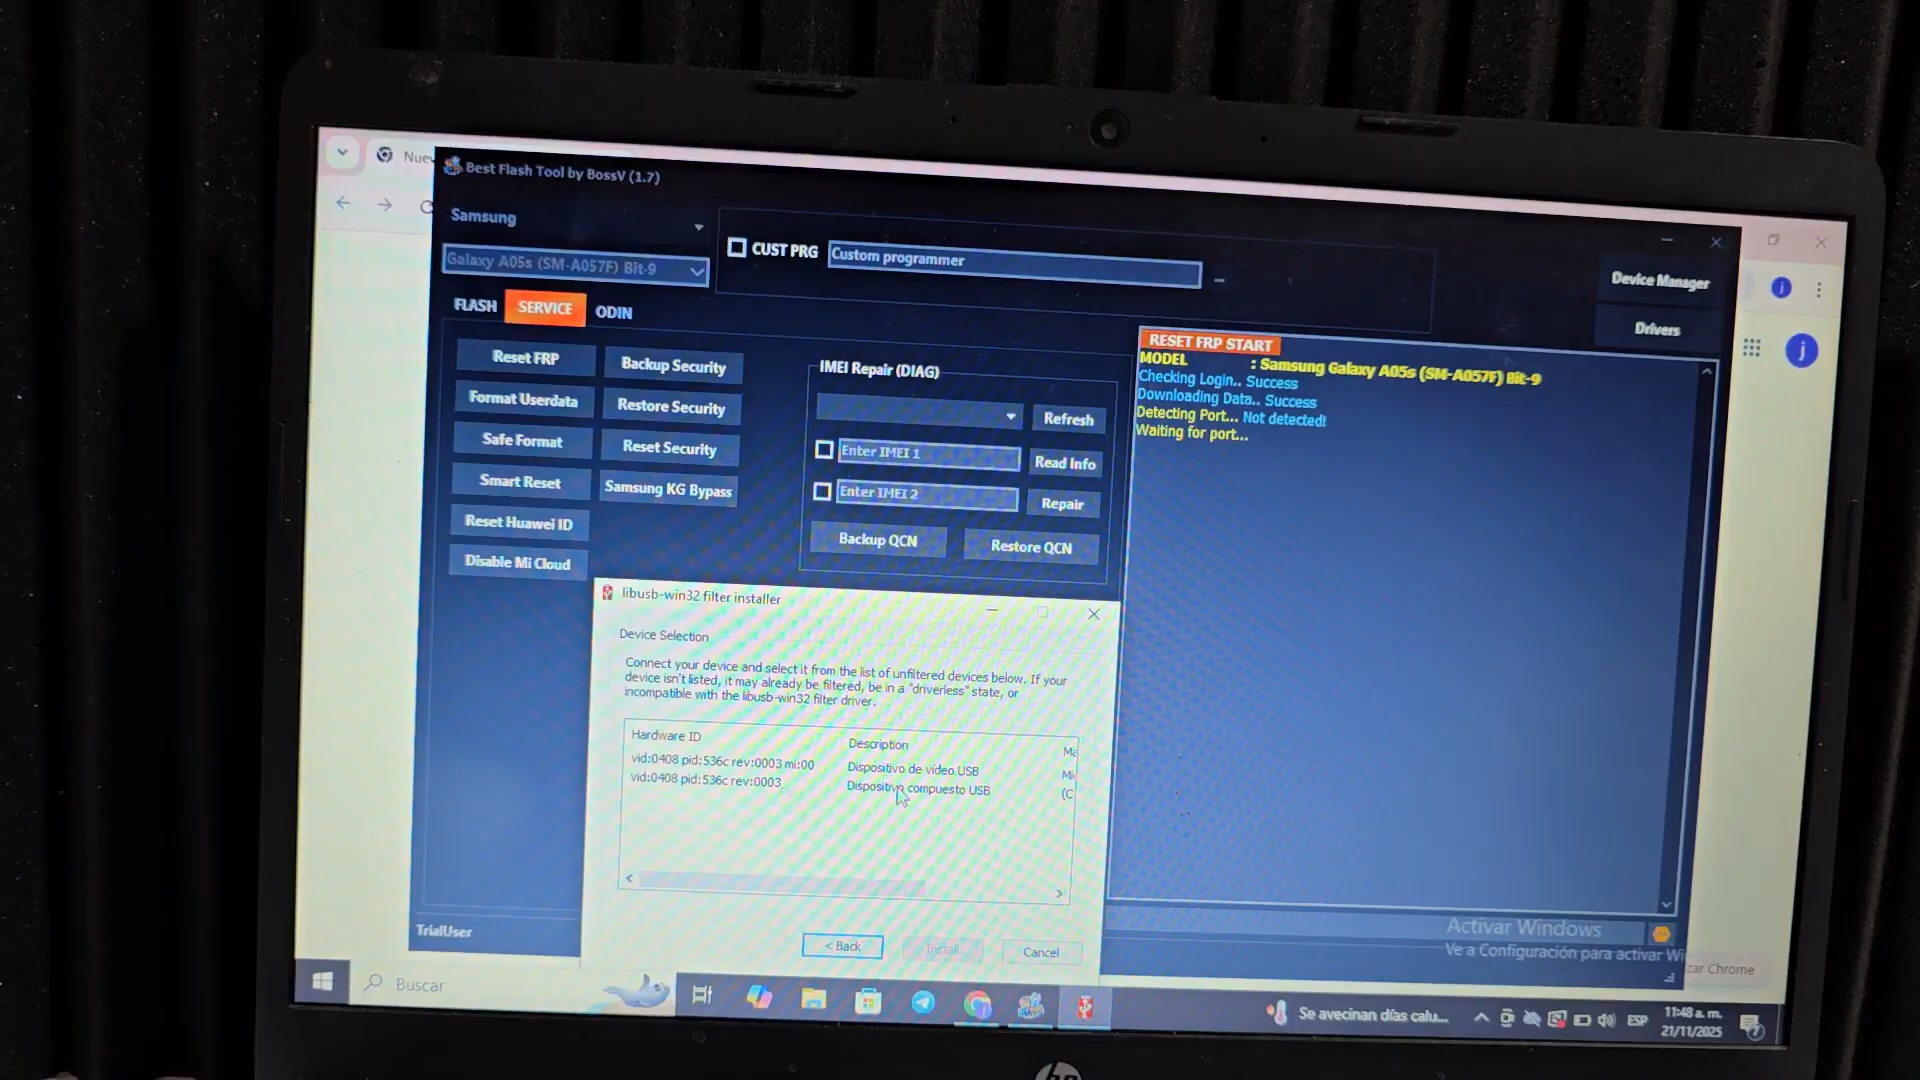 Nuev
Best Flash Tool by BossV (1.7)
Samsung
Galaxy A05s (SM-A057F) Bit-9
CUST PRG
Custom programmer
...
Device Manager
Drivers
FLASH
SERVICE
ODIN
Reset FRP
Backup Security
Format Userdata
Restore Security
Safe Format
Reset Security
Smart Reset
Samsung KG Bypass
Reset Huawei ID
Disable Mi Cloud
IMEI Repair (DIAG)
Refresh
Enter IMEI 1
Read Info
Enter IMEI 2
Repair
Backup QCN
Restore QCN
RESET FRP START
MODEL : Samsung Galaxy A05s (SM-A057F) Bit-9
Checking Login.. Success
Downloading Data.. Success
Detecting Port... Not detected!
Waiting for port...
j
j
libusb-win32 filter installer
Device Selection
Connect your device and select it from the list of unfiltered devices below. If your
device isn't listed, it may already be filtered, be in a "driverless" state, or
incompatible with the libusb-win32 filter driver.
Hardware ID Description Ma
vid:0408 pid:536c rev:0003 mi:00 Dispositivo de vídeo USB Mi
vid:0408 pid:536c rev:0003 Dispositivo compuesto USB (C
< Back
Install
Cancel
TrialUser
Activar Windows
Ve a Configuración para activar Wi
zar Chrome
Buscar
Se avecinan días calu...
ESP
11:48 a. m.
21/11/2025
7
hp